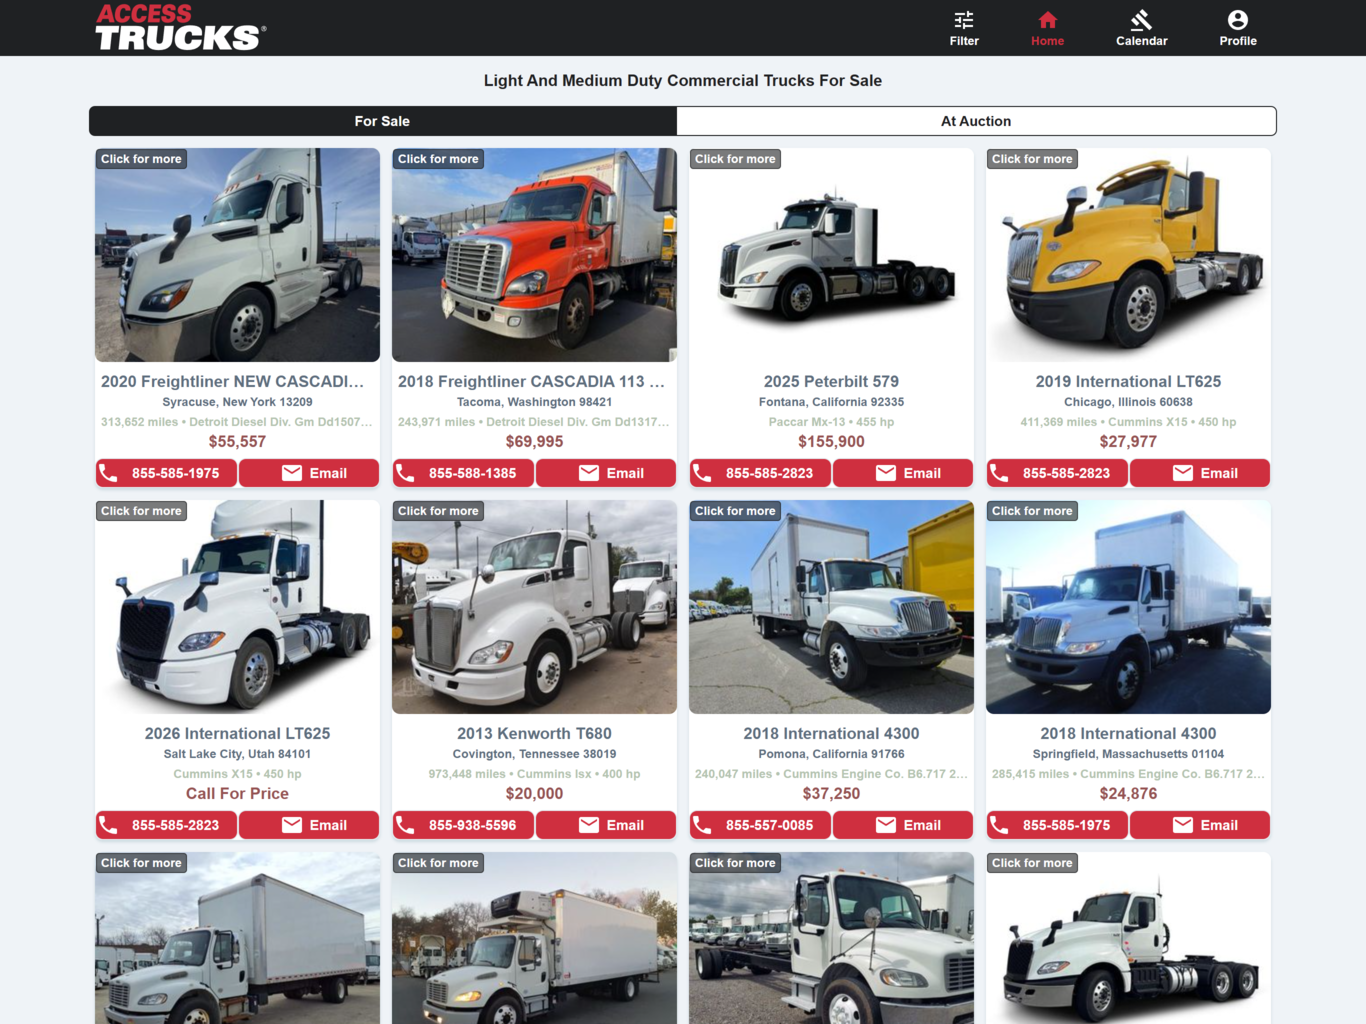 ACCESS
TRUCKS®
Filter
Home
Calendar
Profile
Light And Medium Duty Commercial Trucks For Sale
For Sale
At Auction
Click for more
Click for more
Click for more
Click for more
2020 Freightliner NEW CASCADI...
2018 Freightliner CASCADIA 113 ...
2025 Peterbilt 579
2019 International LT625
Syracuse, New York 13209
Tacoma, Washington 98421
Fontana, California 92335
Chicago, Illinois 60638
313,652 miles • Detroit Diesel Div. Gm Dd1507...
243,971 miles • Detroit Diesel Div. Gm Dd1317...
Paccar Mx-13 • 455 hp
411,369 miles • Cummins X15 • 450 hp
$55,557
$69,995
$155,900
$27,977
855-585-1975
Email
855-588-1385
Email
855-585-2823
Email
855-585-2823
Email
Click for more
Click for more
Click for more
Click for more
2026 International LT625
2013 Kenworth T680
2018 International 4300
2018 International 4300
Salt Lake City, Utah 84101
Covington, Tennessee 38019
Pomona, California 91766
Springfield, Massachusetts 01104
Cummins X15 • 450 hp
973,448 miles • Cummins Isx • 400 hp
240,047 miles • Cummins Engine Co. B6.717 2...
285,415 miles • Cummins Engine Co. B6.717 2...
Call For Price
$20,000
$37,250
$24,876
855-585-2823
Email
855-938-5596
Email
855-557-0085
Email
855-585-1975
Email
Click for more
Click for more
Click for more
Click for more